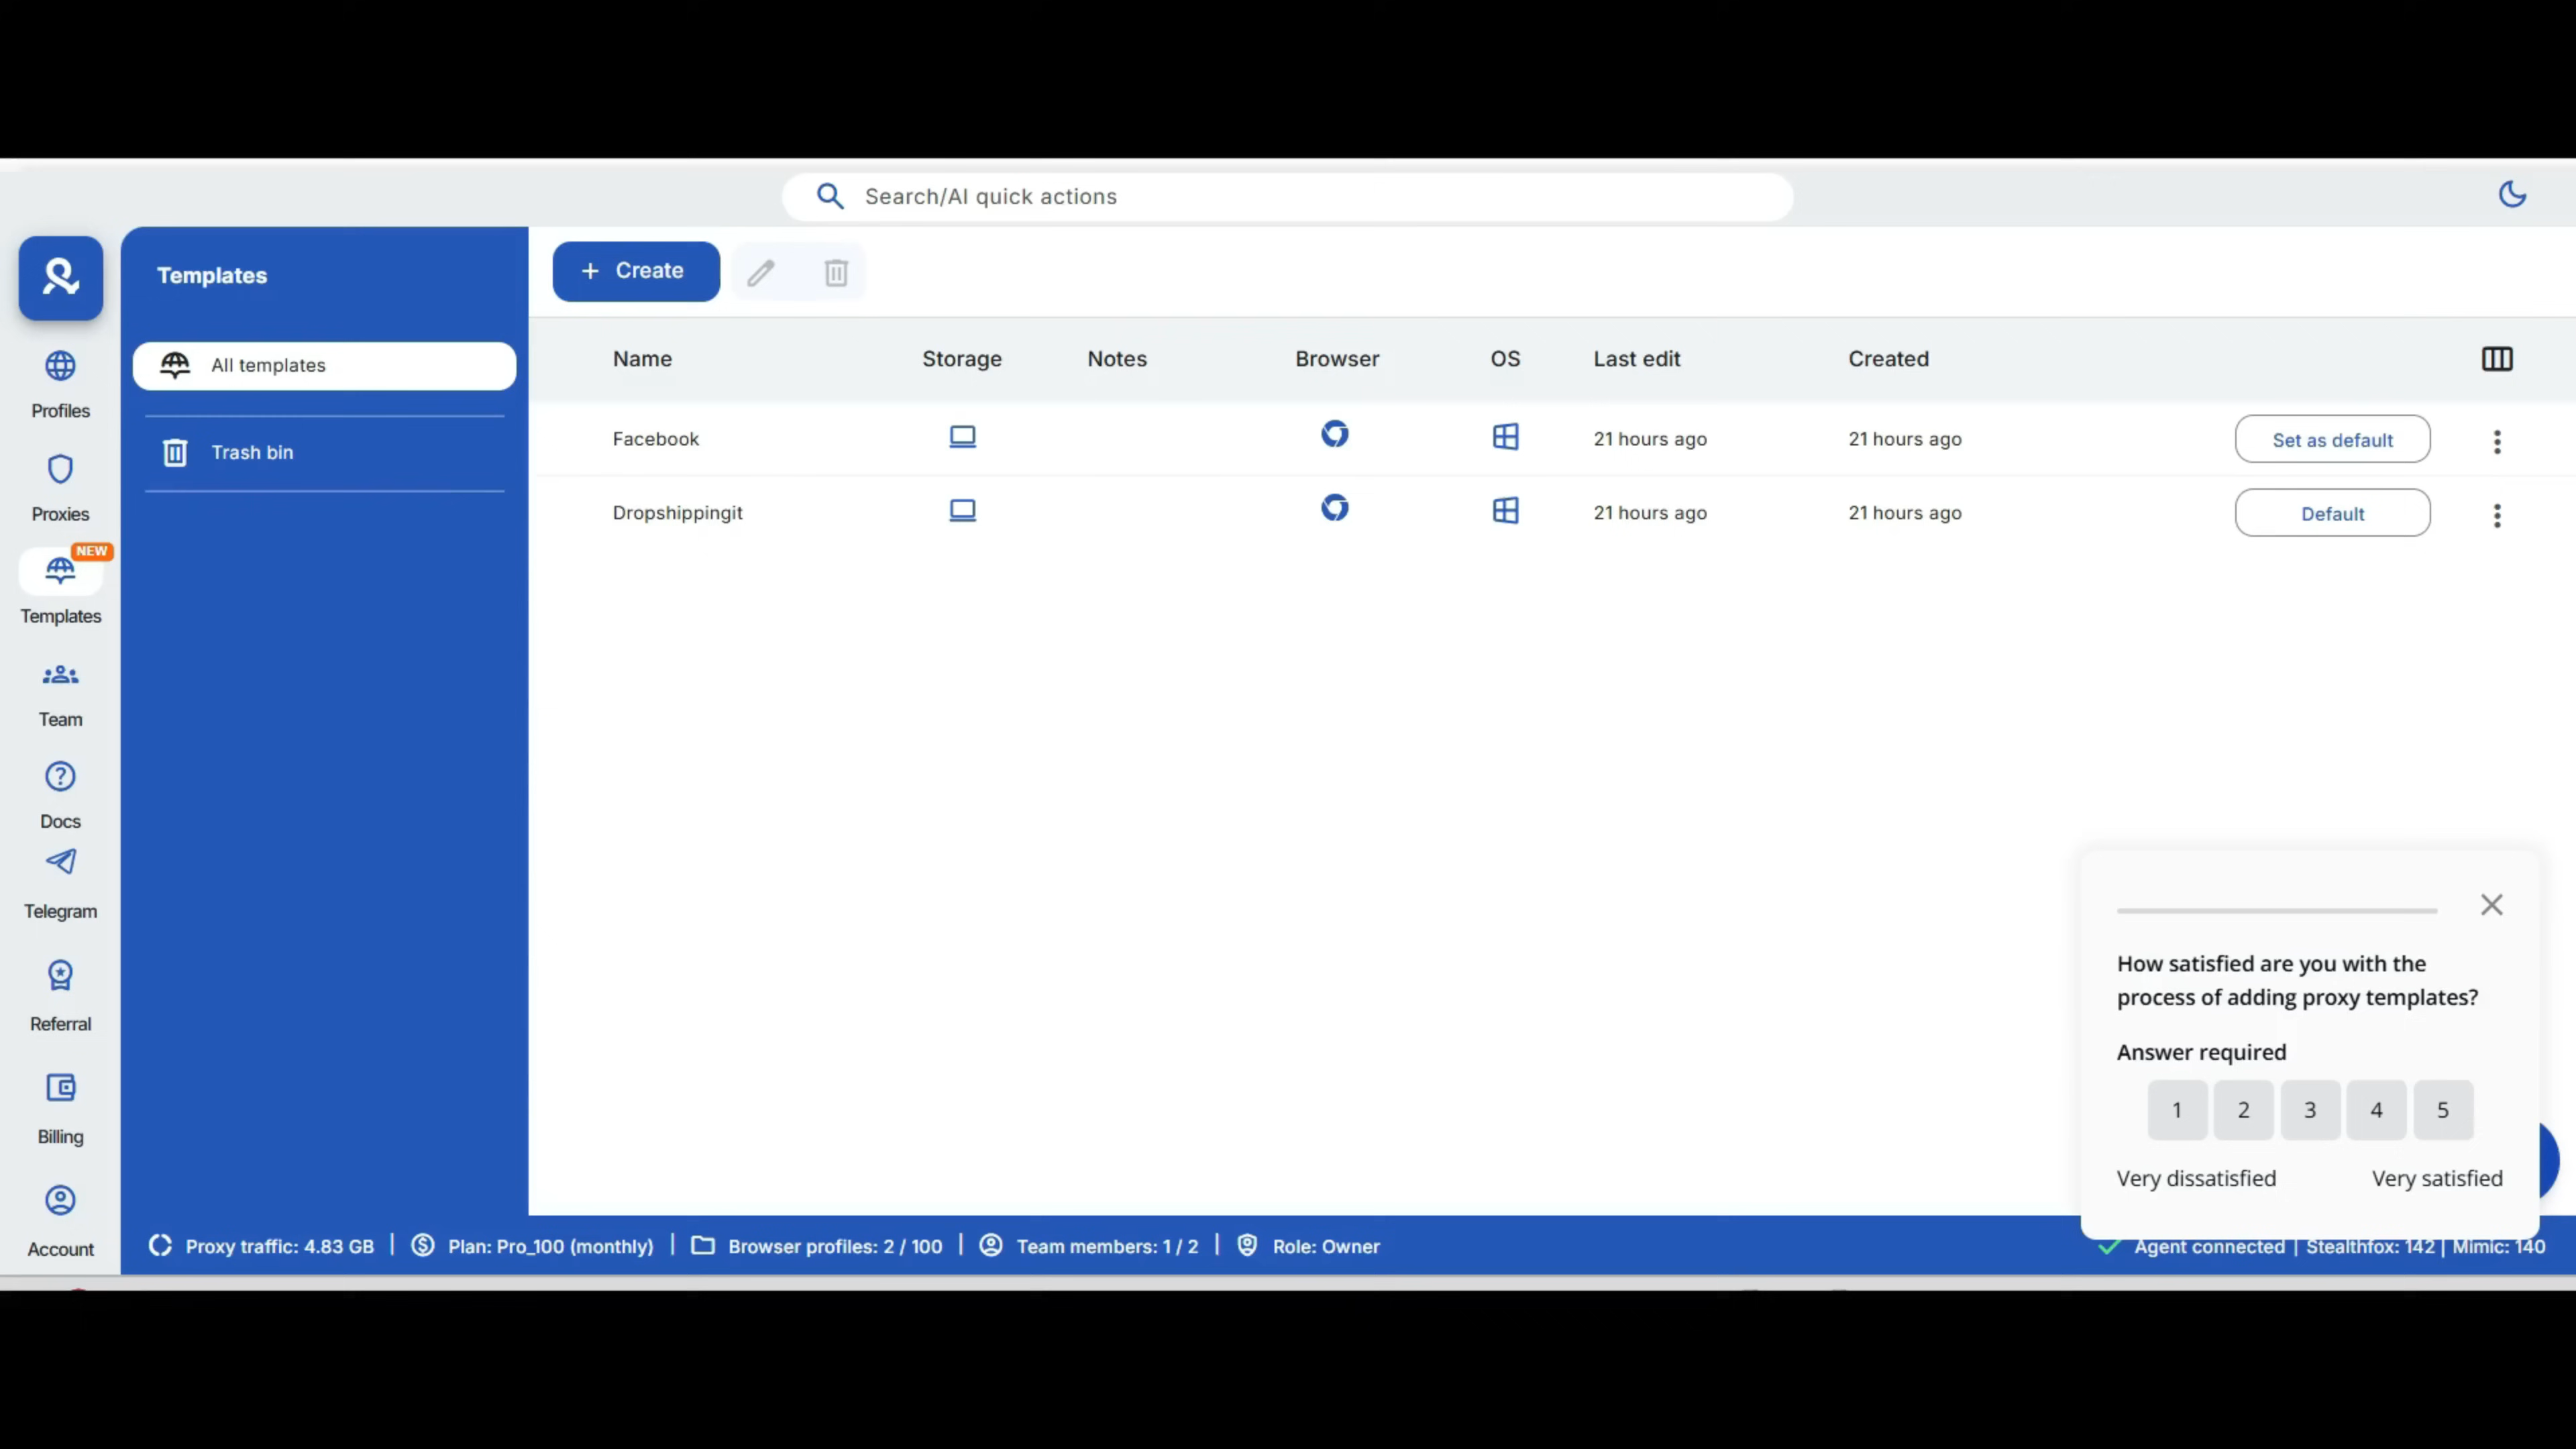 Search/AI quick actions
Templates
All templates
Trash bin
Profiles
Proxies
NEW
Templates
Team
Docs
Telegram
Referral
Billing
Account
+ Create
Name Storage Notes Browser OS Last edit Created
Facebook 21 hours ago 21 hours ago Set as default
Dropshippingit 21 hours ago 21 hours ago Default
How satisfied are you with the
process of adding proxy templates?
Answer required
1 2 3 4 5
Very dissatisfied Very satisfied
Proxy traffic: 4.83 GB | Plan: Pro_100 (monthly) | Browser profiles: 2 / 100 | Team members: 1 / 2 | Role: Owner
Agent connected | Stealthfox: 142 | Mimic: 140